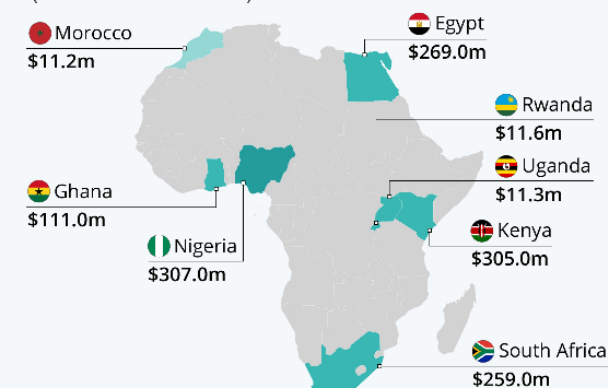 Morocco
$11.2m
Egypt
$269.0m
Rwanda
$11.6m
Uganda
$11.3m
Ghana
$111.0m
Kenya
$305.0m
Nigeria
$307.0m
South Africa
$259.0m